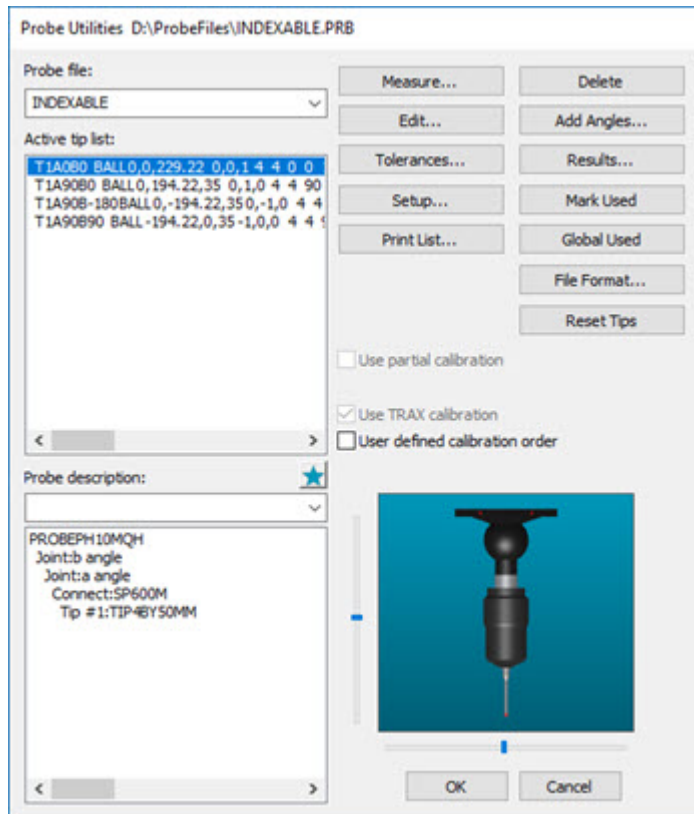 Probe Utilities D:\ProbeFiles\INDEXABLE.PRB
Probe file:
INDEXABLE
Active tip list:
T1A0B0 BALL0,0,229.22 0,0,1 4 4 0 0
T1A90B0 BALL0,194.22,35 0,1,0 4 4 90
T1A90B-180BALL0,-194.22,350,-1,0 4 4
T1A90B90 BALL-194.22,0,35-1,0,0 4 4
Measure...
Delete
Edit...
Add Angles...
Tolerances...
Results...
Setup...
Mark Used
Print List...
Global Used
File Format...
Reset Tips
Use partial calibration
Use TRAX calibration
User defined calibration order
Probe description:
PROBEPH10MQH
Joint:b angle
Joint:a angle
Connect:SP600M
Tip #1:TIP4BY50MM
OK
Cancel